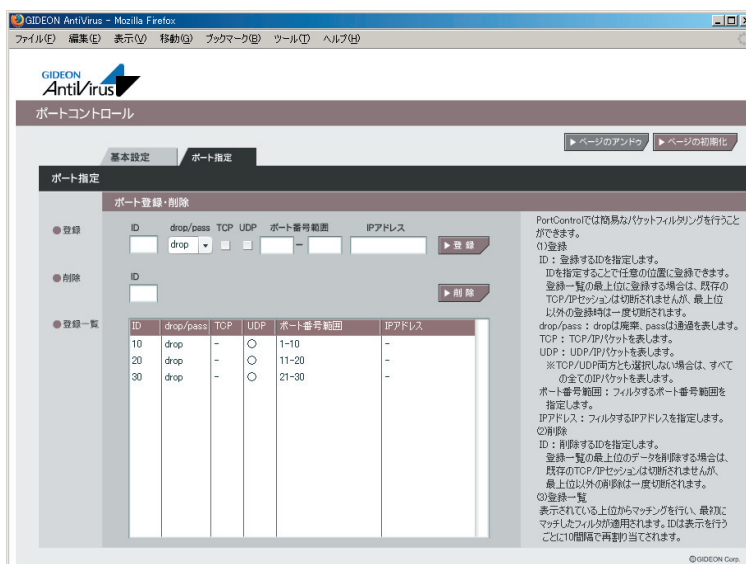 GIDEON AntiVirus - Mozilla Firefox
ファイル(F) 編集(E) 表示(V) 移動(G) ブックマーク(B) ツール(T) ヘルプ(H)
GIDEON
AntiVirus
ポートコントロール
ページのアンドゥ ページの初期化
基本設定 ポート指定
ポート指定
ポート登録・削除
登録
ID drop/pass TCP UDP ポート番号範囲 IPアドレス
drop − 登 録
削除
ID
削 除
登録一覧
ID drop/pass TCP UDP ポート番号範囲 IPアドレス
10 drop - ○ 1-10 -
20 drop - ○ 11-20 -
30 drop - ○ 21-30 -
PortControlでは簡易なパケットフィルタリングを行うこと
ができます。
(1)登録
ID : 登録するIDを指定します。
IDを指定することで任意の位置に登録できます。
登録一覧の最上位に登録する場合は、既存の
TCP/IPセッションは切断されませんが、最上位
以外の登録時は一度切断されます。
drop/pass : dropは廃棄、passは通過を表します。
TCP : TCP/IPパケットを表します。
UDP : UDP/IPパケットを表します。
※TCP/UDP両方とも選択しない場合は、すべて
の全てのIPパケットを表します。
ポート番号範囲 : フィルタするポート番号範囲を
指定します。
IPアドレス : フィルタするIPアドレスを指定します。
(2)削除
ID : 削除するIDを指定します。
登録一覧の最上位のデータを削除する場合は、
既存のTCP/IPセッションは切断されませんが、
最上位以外の削除は一度切断されます。
(3)登録一覧
表示されている上位からマッチングを行い、最初に
マッチしたフィルタが適用されます。IDは表示を行う
ごとに10間隔で再割り当てされます。
©GIDEON Corp.